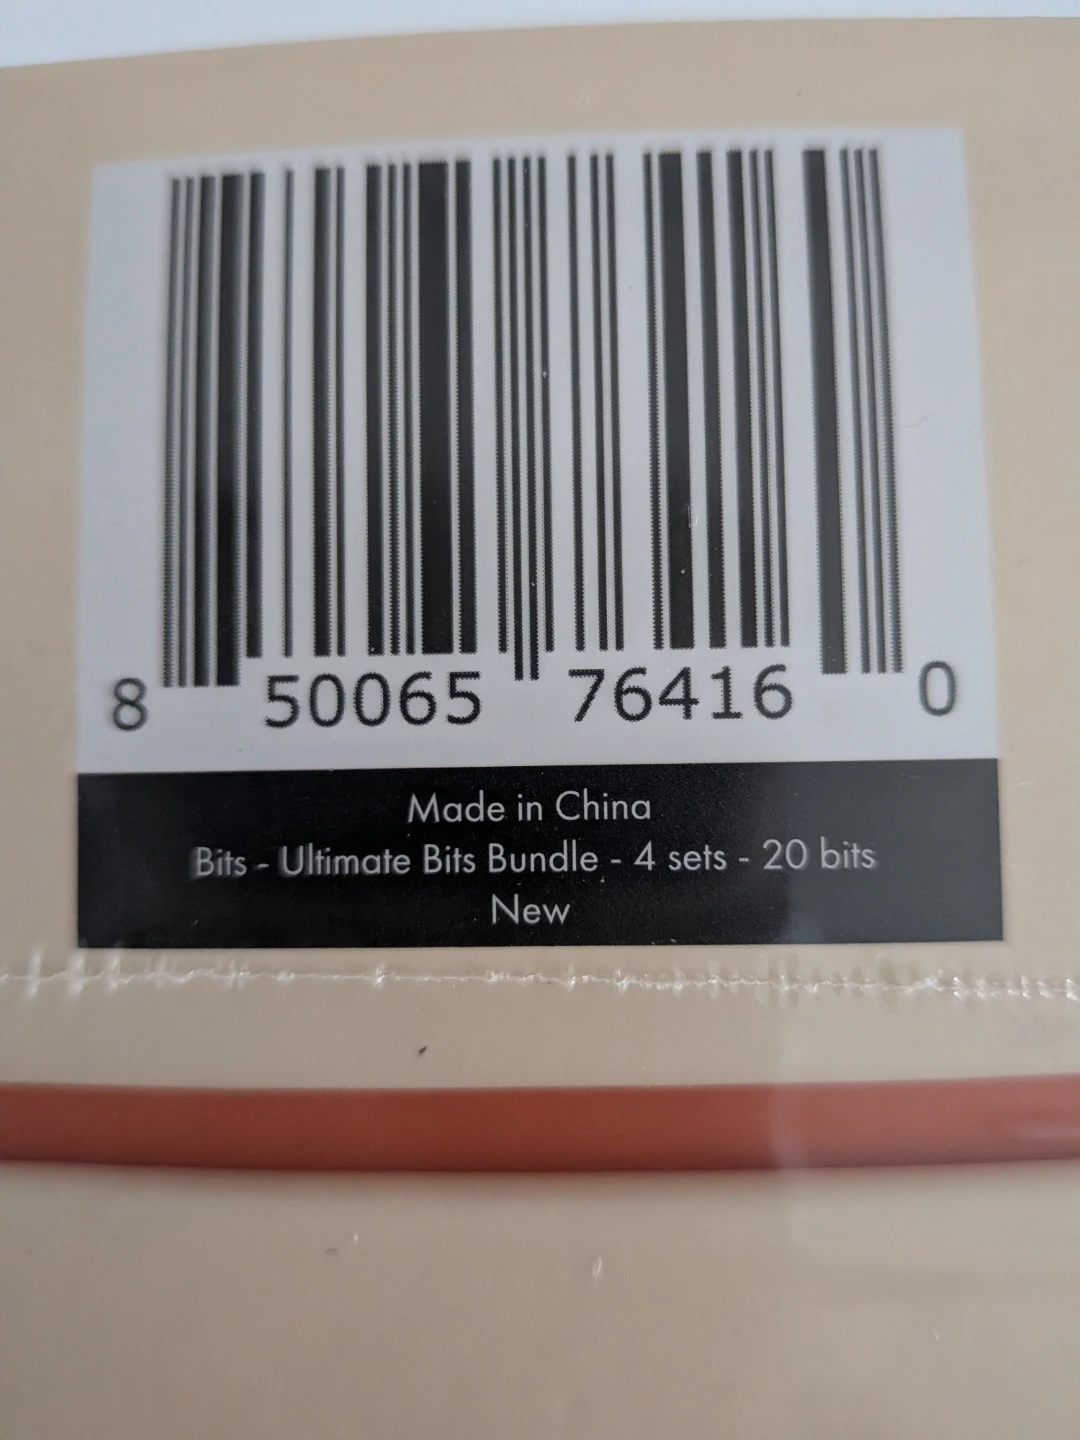 8 50065 76416 0
Made in China
Bits - Ultimate Bits Bundle - 4 sets - 20 bits
New